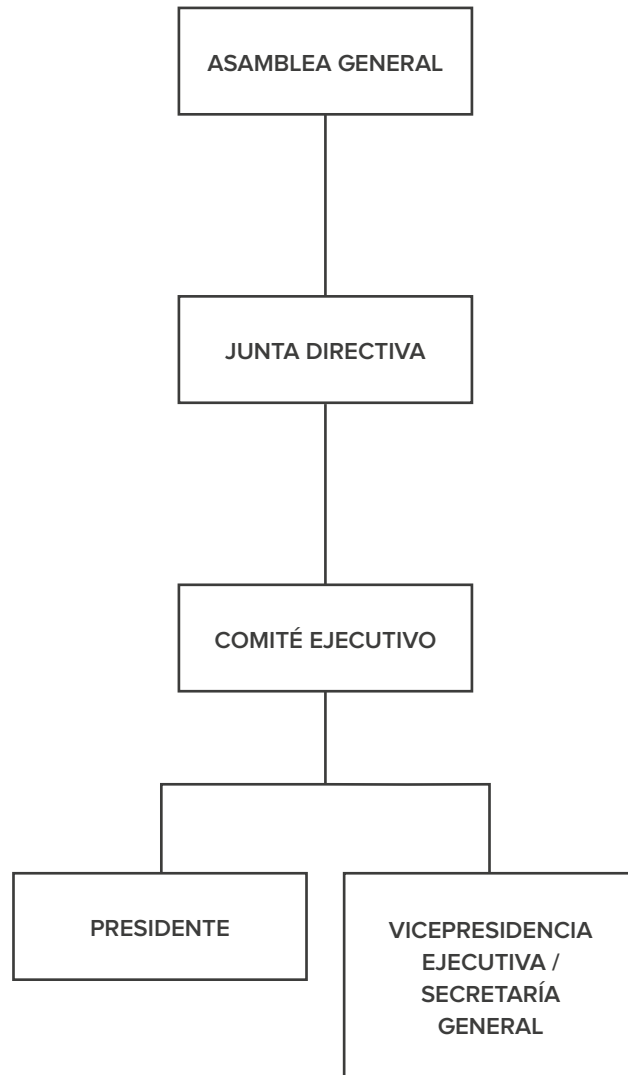 ASAMBLEA GENERAL
JUNTA DIRECTIVA
COMITÉ EJECUTIVO
PRESIDENTE
VICEPRESIDENCIA
EJECUTIVA /
SECRETARÍA
GENERAL